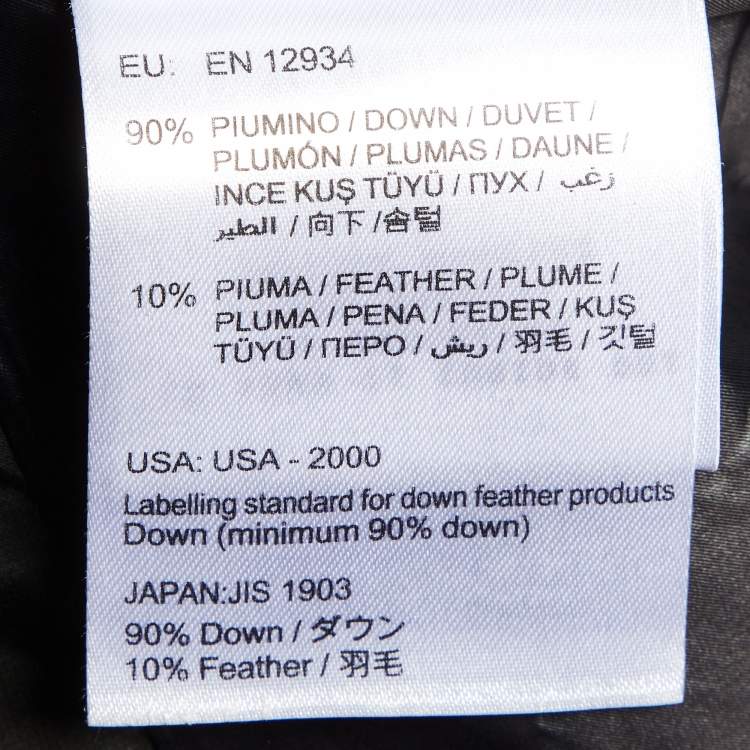 EU: EN 12934
90% PIUMINO / DOWN / DUVET /
PLUMÓN / PLUMAS / DAUNE /
INCE KUŞ TÜYÜ / ПУХ / زغب
الطير / 向下 /솜털
10% PIUMA / FEATHER / PLUME /
PLUMA / PENA / FEDER / KUŞ
TÜYÜ / ПЕРО / ريش / 羽毛 / 깃털
USA: USA - 2000
Labelling standard for down feather products
Down (minimum 90% down)
JAPAN:JIS 1903
90% Down / ダウン
10% Feather / 羽毛